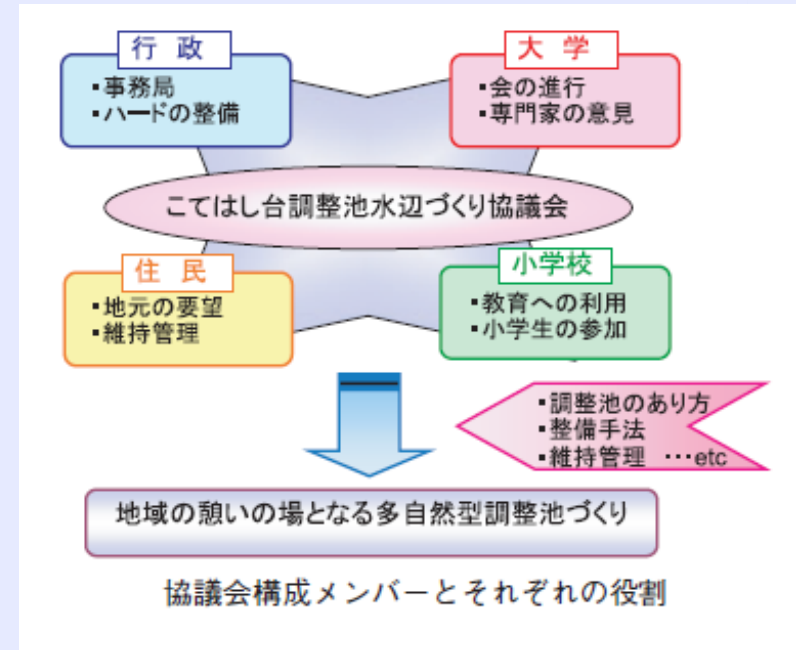 行 政
▪事務局
▪ハードの整備
大 学
▪会の進行
▪専門家の意見
こてはし台調整池水辺づくり協議会
住 民
▪地元の要望
▪維持管理
小学校
▪教育への利用
▪小学生の参加
▪調整池のあり方
▪整備手法
▪維持管理 …etc
地域の憩いの場となる多自然型調整池づくり
協議会構成メンバーとそれぞれの役割